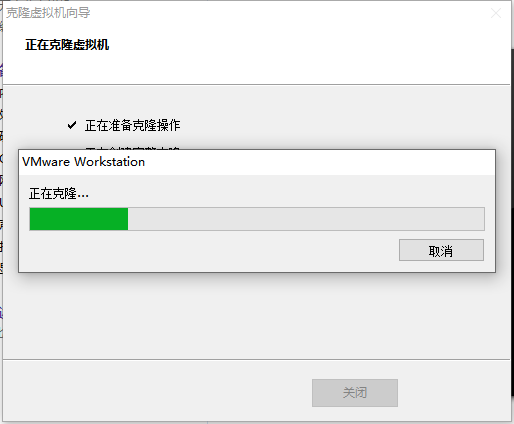 克隆虚拟机向导
正在克隆虚拟机
正在准备克隆操作
VMware Workstation
正在克隆...
取消
关闭